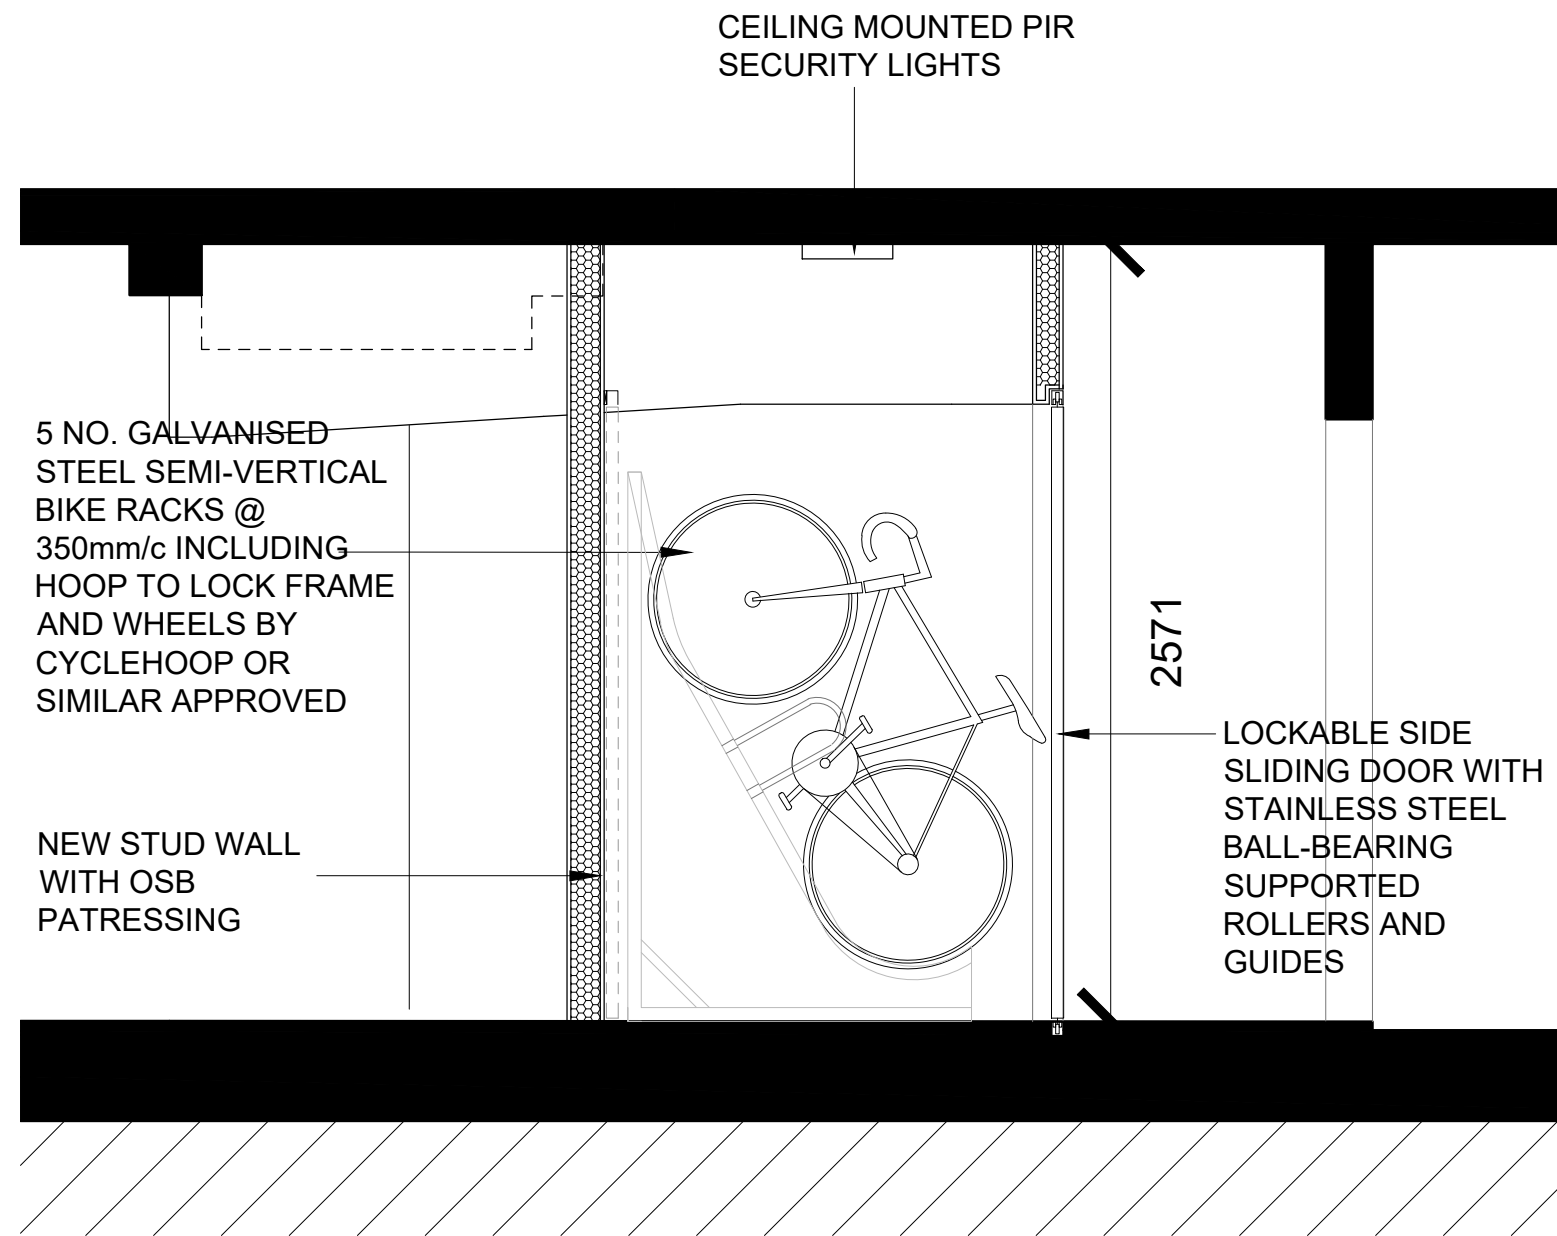 CEILING MOUNTED PIR
SECURITY LIGHTS
5 NO. GALVANISED
STEEL SEMI-VERTICAL
BIKE RACKS @
350mm/c INCLUDING
HOOP TO LOCK FRAME
AND WHEELS BY
CYCLEHOOP OR
SIMILAR APPROVED
NEW STUD WALL
WITH OSB
PATRESSING
2571
LOCKABLE SIDE
SLIDING DOOR WITH
STAINLESS STEEL
BALL-BEARING
SUPPORTED
ROLLERS AND
GUIDES